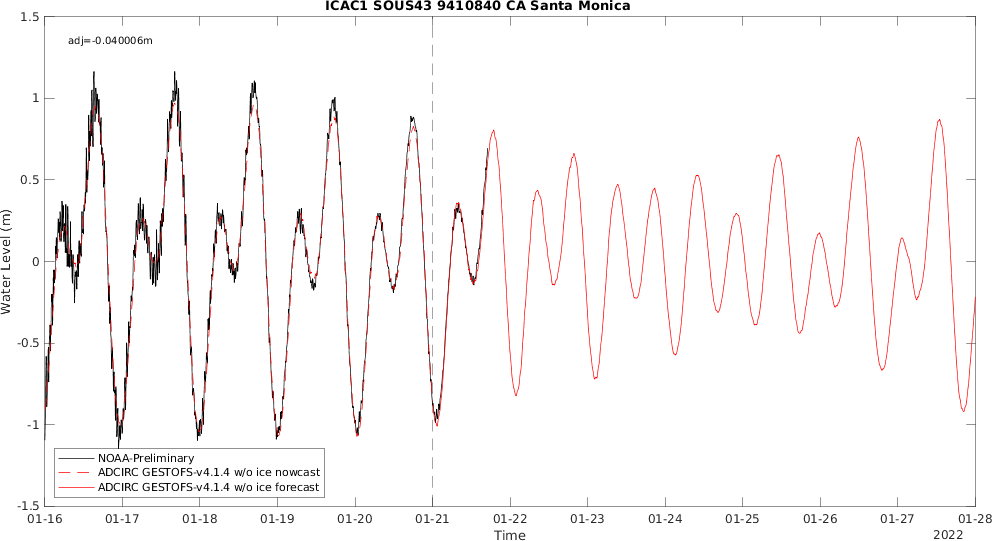 ICAC1 SOUS43 9410840 CA Santa Monica
adj=-0.040006m
Water Level (m)
1.5
1
0.5
0
-0.5
-1
-1.5
NOAA-Preliminary
ADCIRC GESTOFS-v4.1.4 w/o ice nowcast
ADCIRC GESTOFS-v4.1.4 w/o ice forecast
01-16 01-17 01-18 01-19 01-20 01-21 01-22 01-23 01-24 01-25 01-26 01-27 01-28
Time
2022